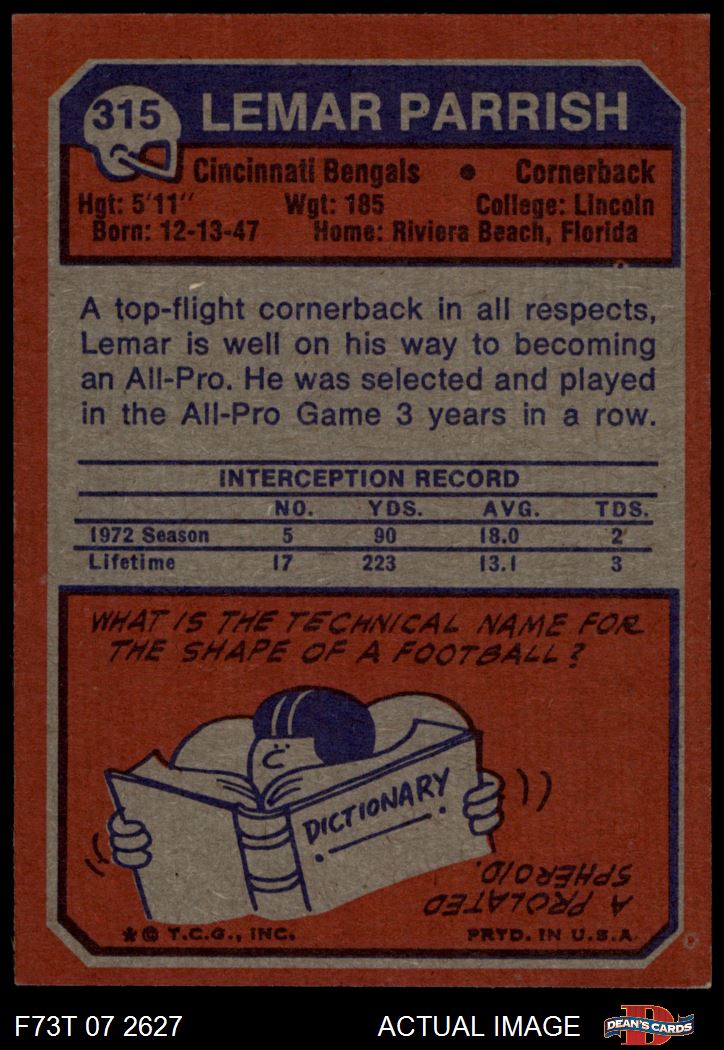 315 LEMAR PARRISH
Cincinnati Bengals • Cornerback
Hgt: 5'11" Wgt: 185 College: Lincoln
Born: 12-13-47 Home: Riviera Beach, Florida
A top-flight cornerback in all respects,
Lemar is well on his way to becoming
an All-Pro. He was selected and played
in the All-Pro Game 3 years in a row.
INTERCEPTION RECORD
NO. YDS. AVG. TDS.
1972 Season 5 90 18.0 2
Lifetime 17 223 13.1 3
WHAT IS THE TECHNICAL NAME FOR
THE SHAPE OF A FOOTBALL?
DICTIONARY
A PROLATED
SPHEROID.
* © T.C.G., INC. PRTD. IN U.S.A.
F73T 07 2627 ACTUAL IMAGE D DEAN'S CARDS